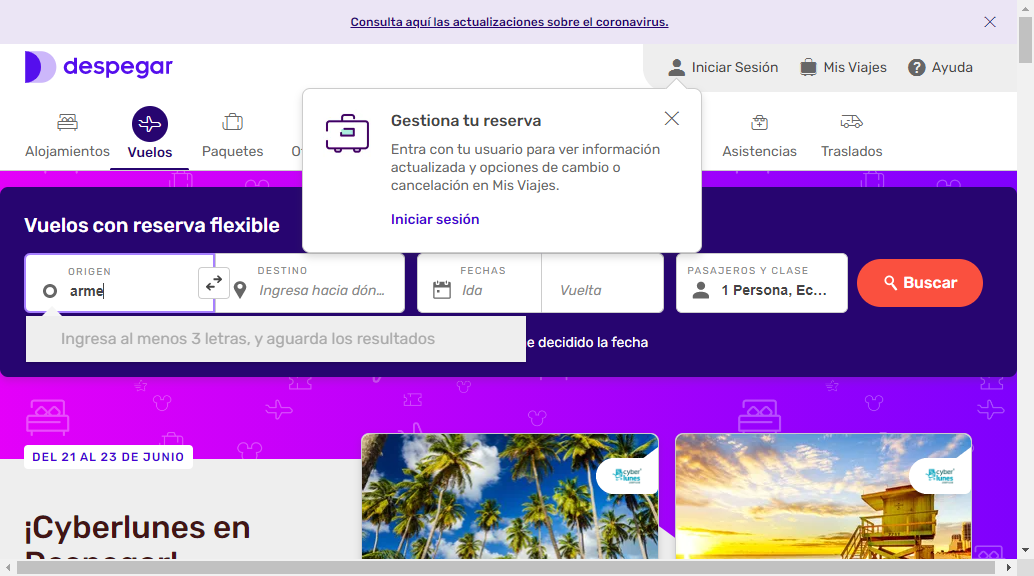 Consulta aquí las actualizaciones sobre el coronavirus.
despegar
Iniciar Sesión
Mis Viajes
Ayuda
Alojamientos
Vuelos
Paquetes
Asistencias
Traslados
Gestiona tu reserva
Entra con tu usuario para ver información
actualizada y opciones de cambio o
cancelación en Mis Viajes.
Iniciar sesión
Vuelos con reserva flexible
ORIGEN
arme
DESTINO
Ingresa hacia dón...
FECHAS
Ida
Vuelta
PASAJEROS Y CLASE
1 Persona, Ec...
Buscar
Ingresa al menos 3 letras, y aguarda los resultados
e decidido la fecha
DEL 21 AL 23 DE JUNIO
cyber
lunes
cyber
lunes
¡Cyberlunes en
Despegar!